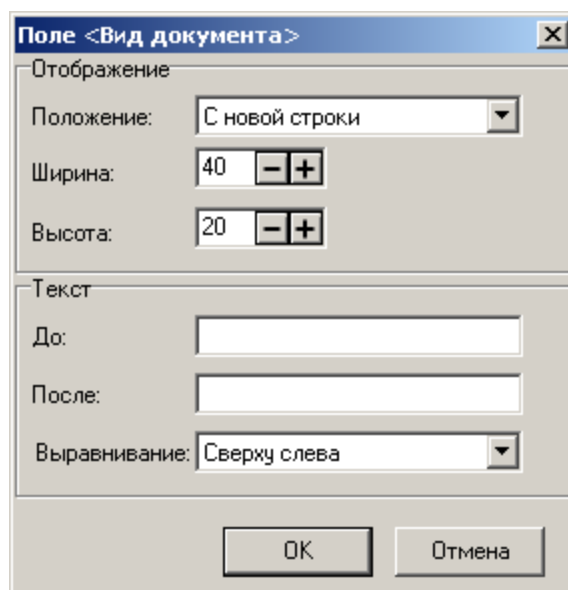 Поле <Вид документа>
Отображение
Положение: С новой строки
Ширина: 40
Высота: 20
Текст
До:
После:
Выравнивание: Сверху слева
OK Отмена